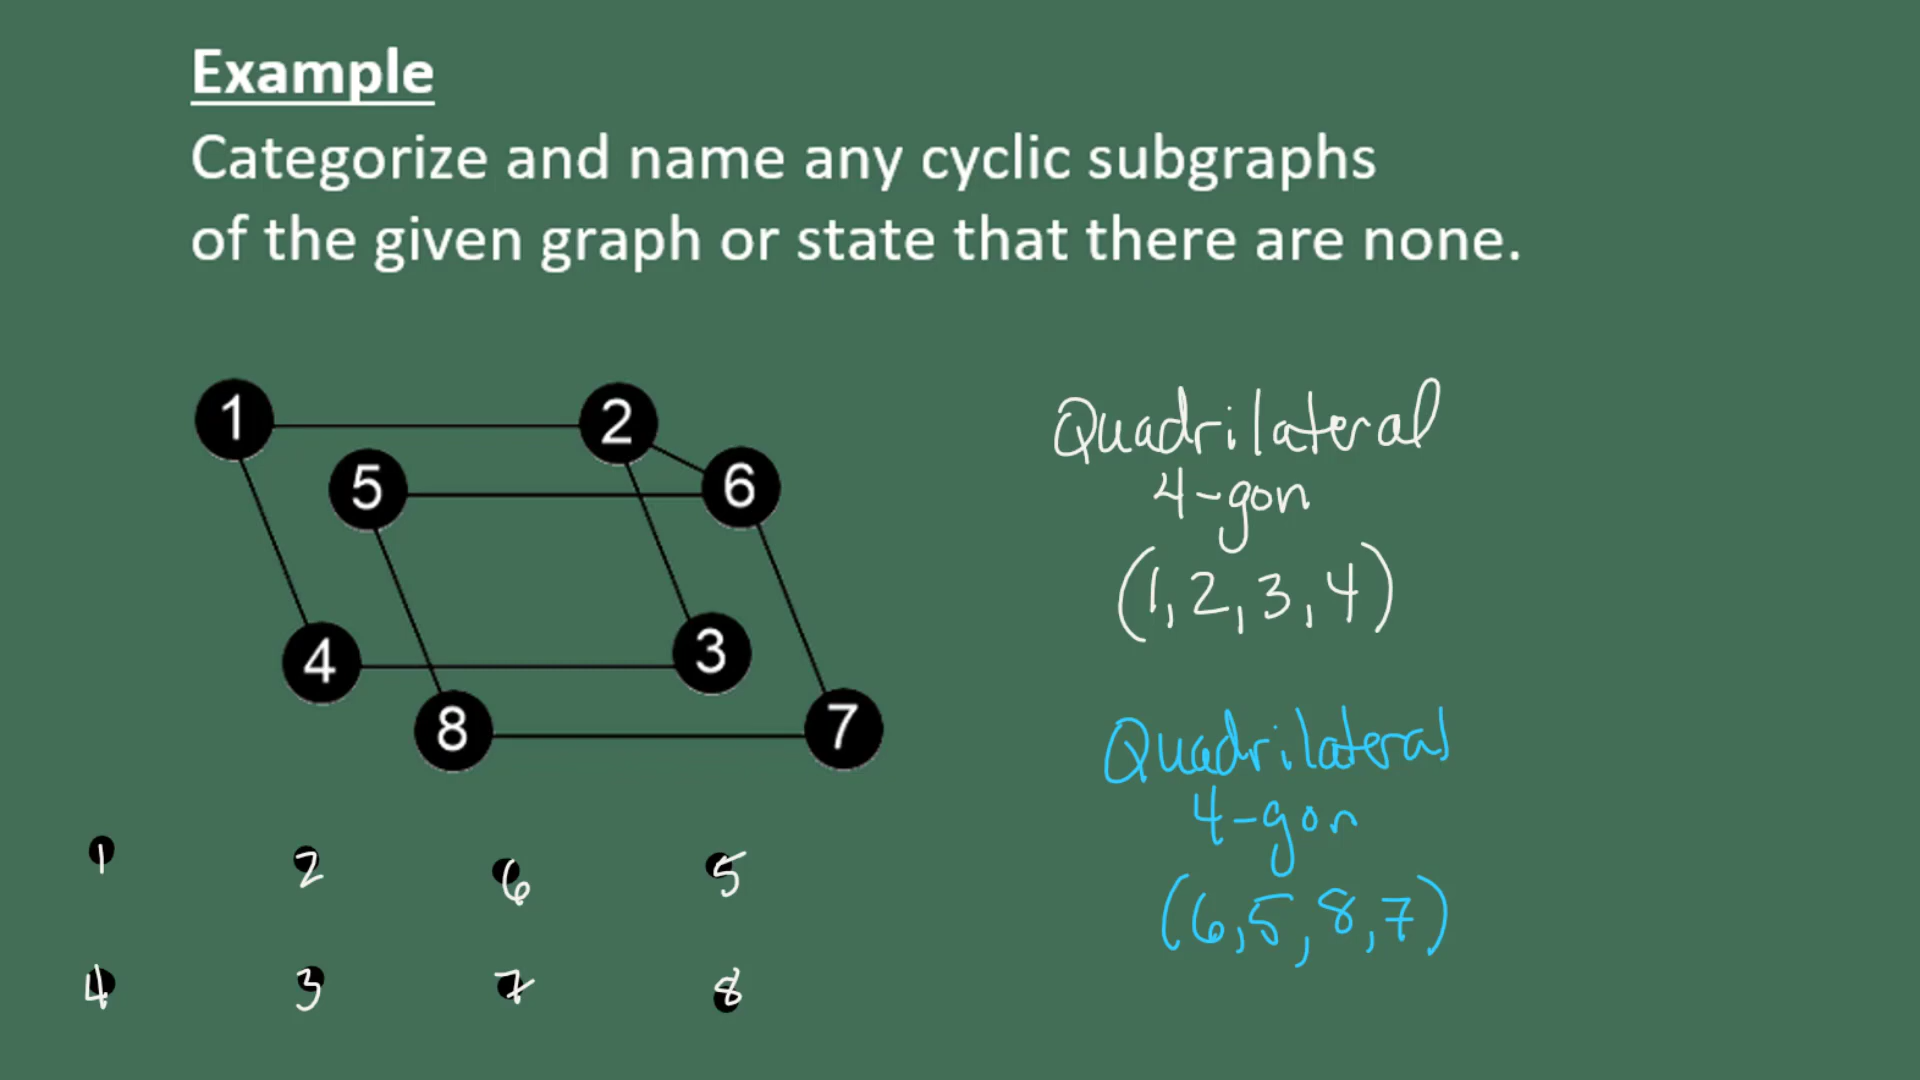 Example
Categorize and name any cyclic subgraphs
of the given graph or state that there are none.
1
2
5
6
4
3
8
7
Quadrilateral
4-gon
(1, 2, 3, 4)
Quadrilateral
4-gon
(6, 5, 8, 7)
1 2 6 5
4 3 7 8